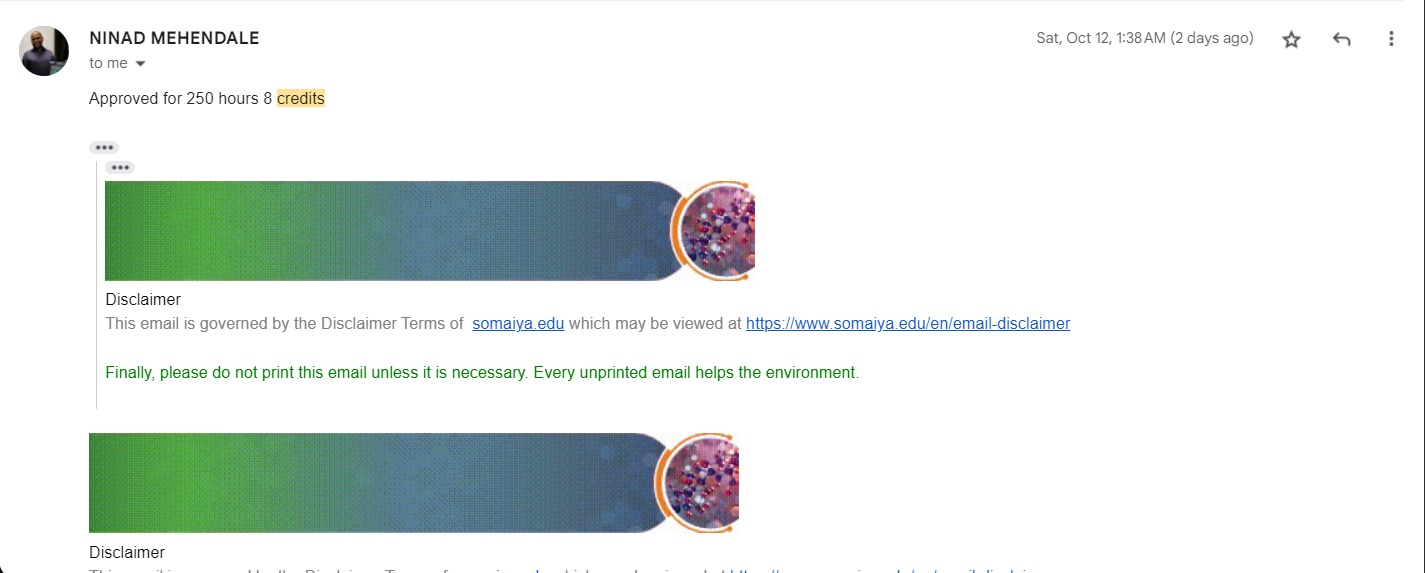 NINAD MEHENDALE
Sat, Oct 12, 1:38 AM (2 days ago)
to me
Approved for 250 hours 8 credits
Disclaimer
This email is governed by the Disclaimer Terms of somaiya.edu which may be viewed at https://www.somaiya.edu/en/email-disclaimer
Finally, please do not print this email unless it is necessary. Every unprinted email helps the environment.
Disclaimer